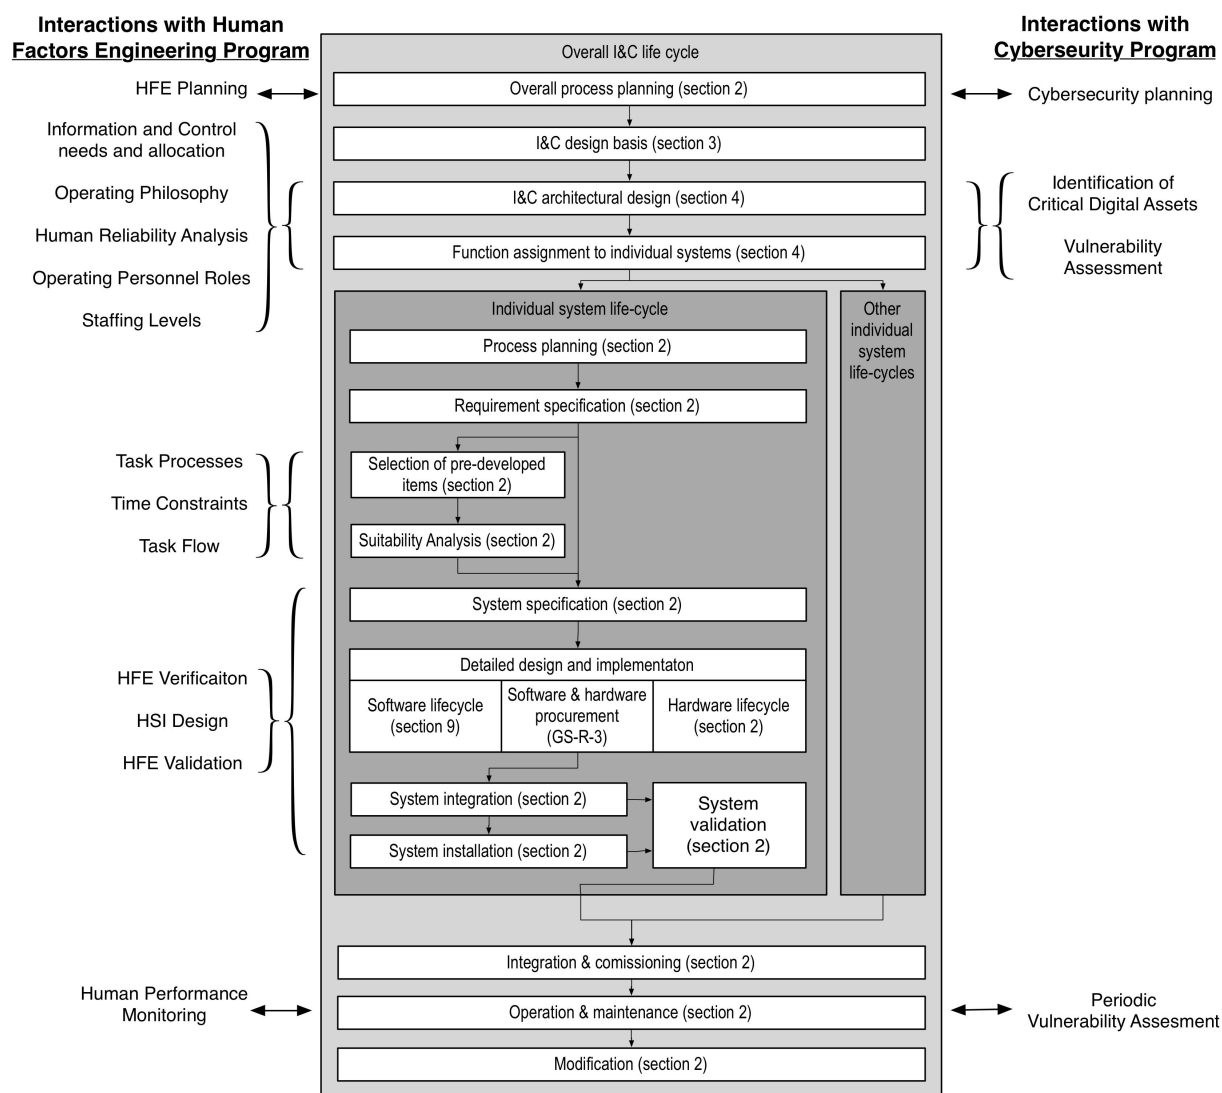 Interactions with Human
Factors Engineering Program
Interactions with
Cyberseurity Program
Overall I&C life cycle
HFE Planning
Overall process planning (section 2)
Cybersecurity planning
Information and Control
needs and allocation
Operating Philosophy
Human Reliability Analysis
Operating Personnel Roles
Staffing Levels
I&C design basis (section 3)
I&C architectural design (section 4)
Function assignment to individual systems (section 4)
Identification of
Critical Digital Assets
Vulnerability
Assessment
Individual system life-cycle
Other
individual
system
life-cycles
Process planning (section 2)
Requirement specification (section 2)
Task Processes
Time Constraints
Task Flow
Selection of pre-developed
items (section 2)
Suitability Analysis (section 2)
System specification (section 2)
HFE Verificaiton
HSI Design
HFE Validation
Detailed design and implementaton
Software lifecycle
(section 9)
Software & hardware
procurement
(GS-R-3)
Hardware lifecycle
(section 2)
System integration (section 2)
System installation (section 2)
System
validation
(section 2)
Integration & comissioning (section 2)
Human Performance
Monitoring
Operation & maintenance (section 2)
Periodic
Vulnerability Assesment
Modification (section 2)